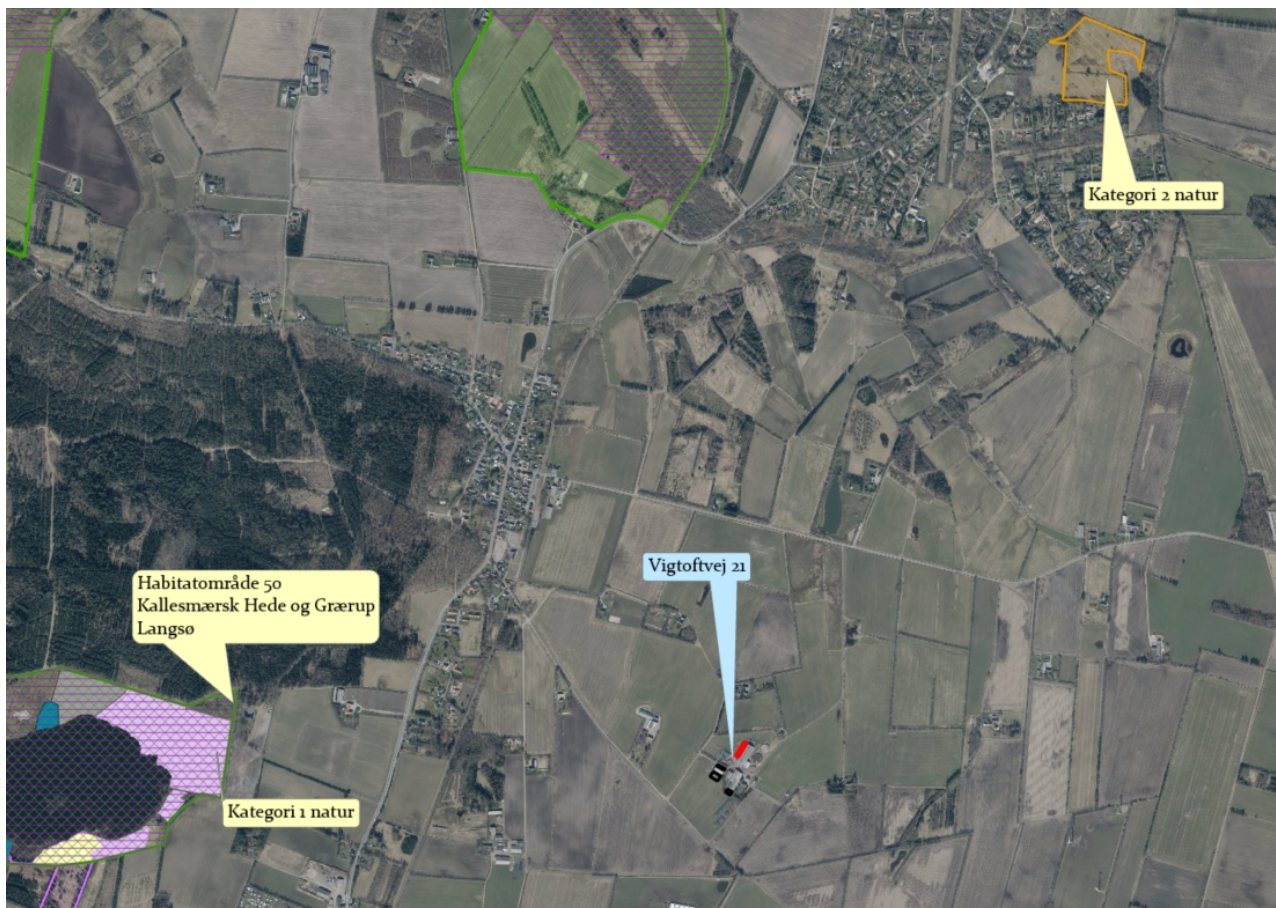 Kategori 2 natur
Vigtoftvej 21
Habitatområde 50
Kallesmærsk Hede og Grærup
Langsø
Kategori 1 natur